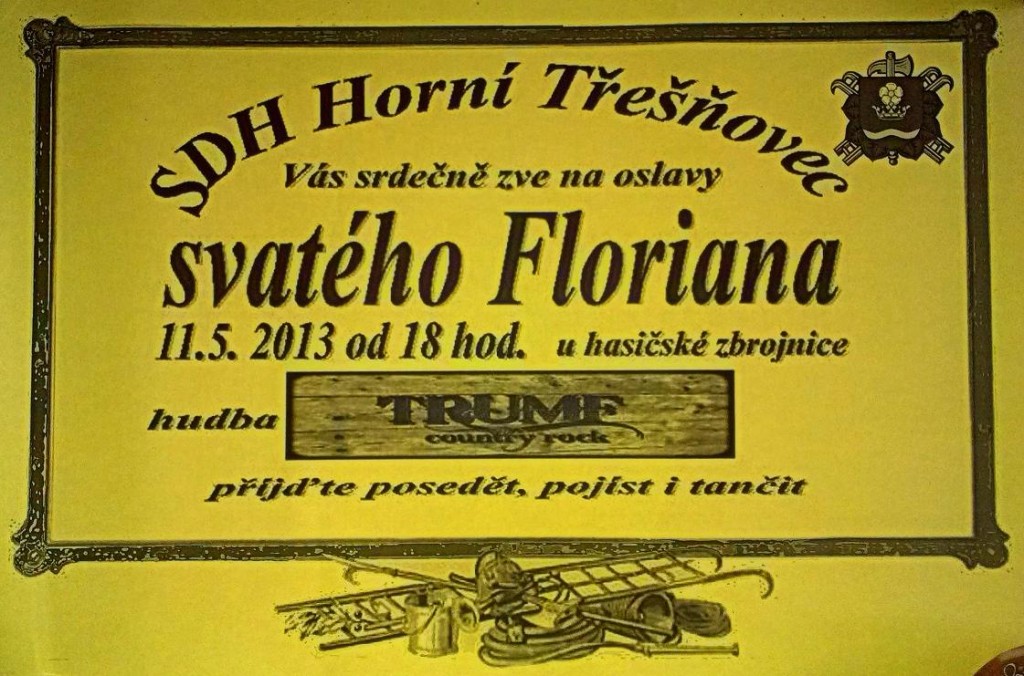 SDH Horní Třešňovec
Vás srdečně zve na oslavy
svatého Floriana
11.5. 2013 od 18 hod. u hasičské zbrojnice
hudba TRUMF
country rock
přijďte posedět, pojíst i tančit